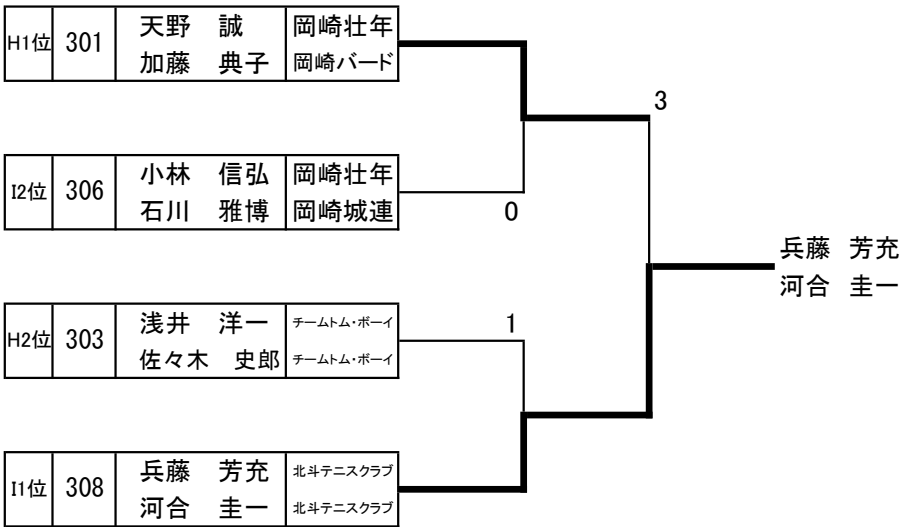 H1位 301 天野 誠 岡崎壮年
加藤 典子 岡崎バード
3
I2位 306 小林 信弘 岡崎壮年
石川 雅博 岡崎城連
0
兵藤 芳充
河合 圭一
H2位 303 浅井 洋一 チームトム・ボーイ
佐々木 史郎 チームトム・ボーイ
1
I1位 308 兵藤 芳充 北斗テニスクラブ
河合 圭一 北斗テニスクラブ